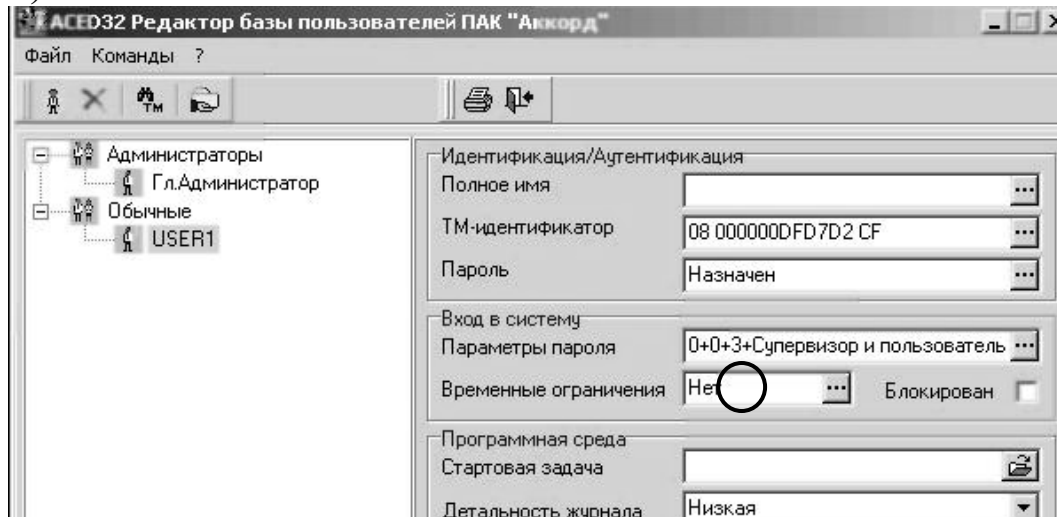 ACED32 Редактор базы пользователей ПАК "Аккорд"
Файл Команды ?
TM
Администраторы
Гл.Администратор
Обычные
USER1
Идентификация/Аутентификация
Полное имя ...
ТМ-идентификатор 08 000000DFD7D2 CF ...
Пароль Назначен ...
Вход в систему
Параметры пароля 0+0+3+Супервизор и пользователь ...
Временные ограничения Нет ... Блокирован
Программная среда
Стартовая задача
Детальность журнала Низкая